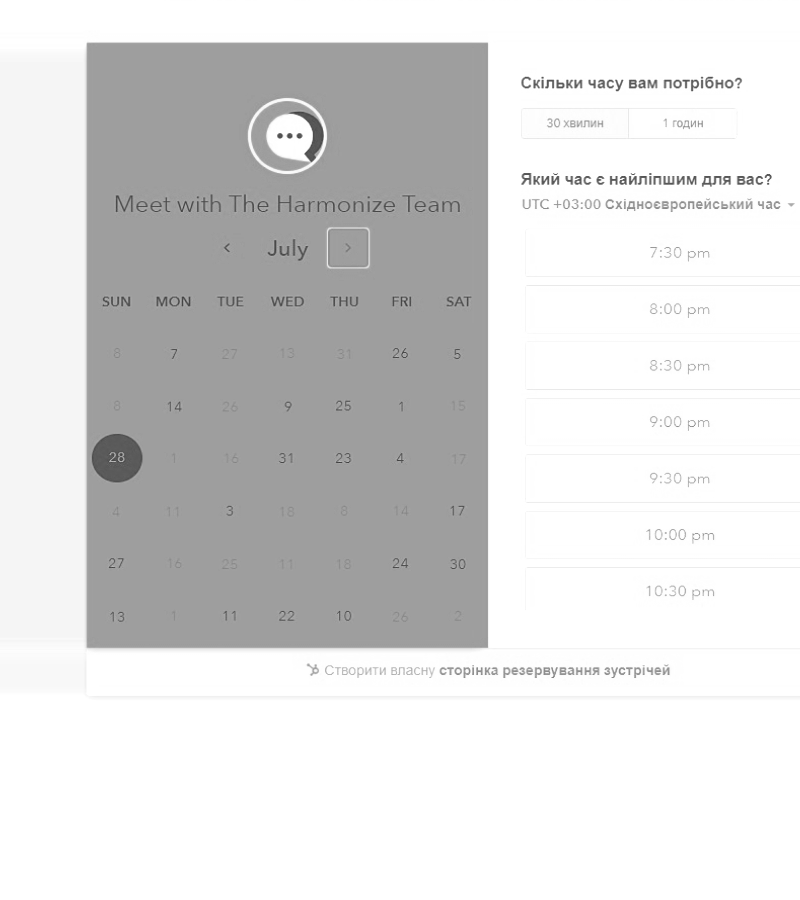 Meet with The Harmonize Team
July
SUN MON TUE WED THU FRI SAT
8 7 27 13 31 26 5
8 14 26 9 25 1 15
28 1 16 31 23 4 17
4 11 3 18 8 14 17
27 16 25 11 18 24 30
13 1 11 22 10 26 2
Скільки часу вам потрібно?
30 хвилин 1 годин
Який час є найліпшим для вас?
UTC +03:00 Східноєвропейський час
7:30 pm
8:00 pm
8:30 pm
9:00 pm
9:30 pm
10:00 pm
10:30 pm
Створити власну сторінка резервування зустрічей